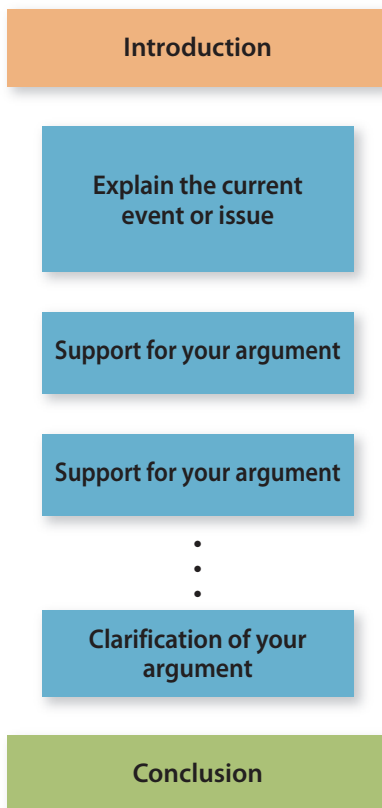 Introduction
Explain the current
event or issue
Support for your argument
Support for your argument
Clarification of your
argument
Conclusion